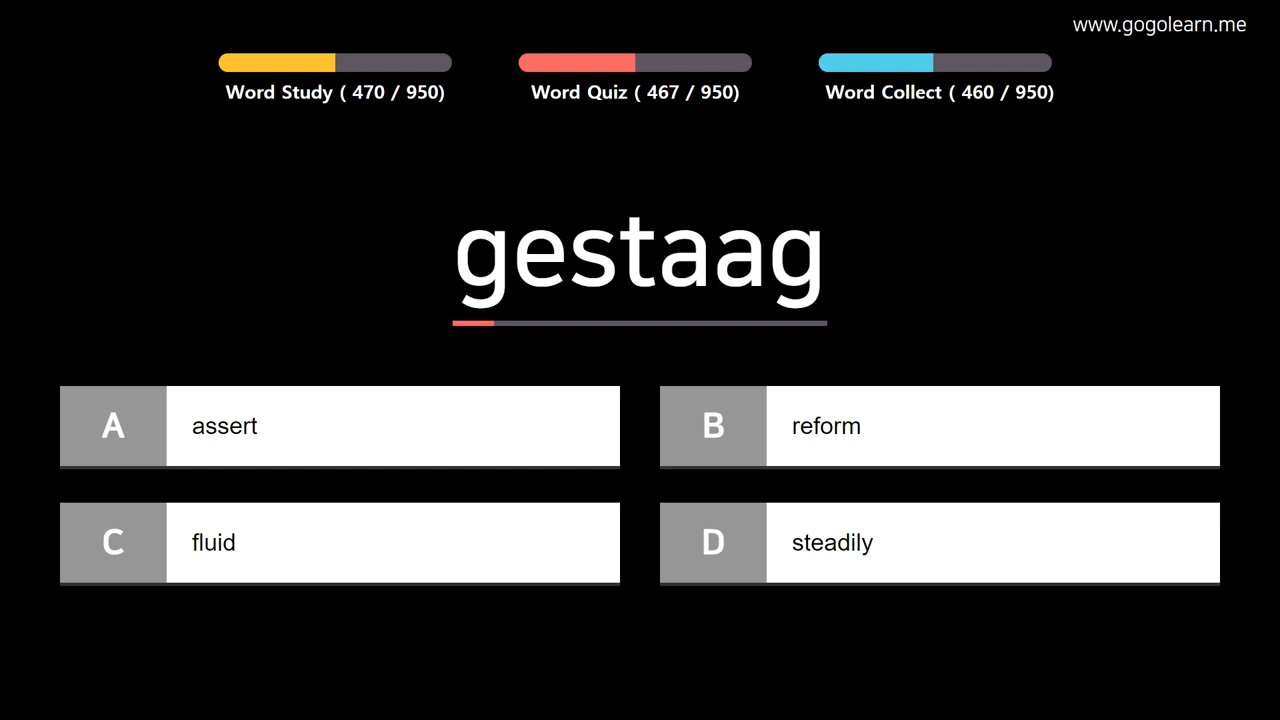 www.gogolearn.me
Word Study ( 470 / 950)
Word Quiz ( 467 / 950)
Word Collect ( 460 / 950)
gestaag
A
assert
B
reform
C
fluid
D
steadily